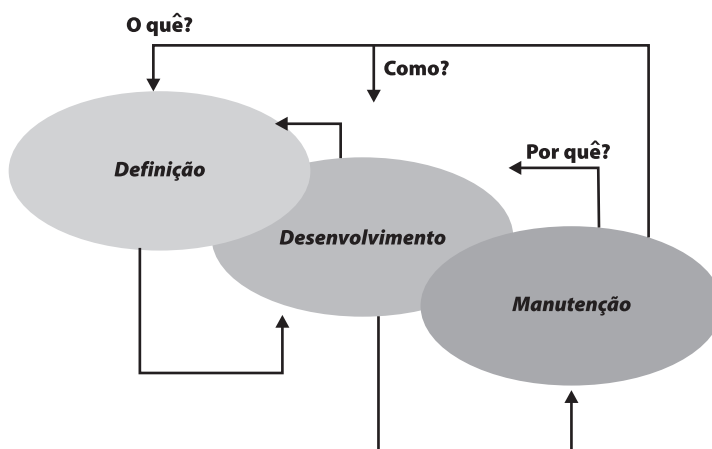 O quê?
Como?
Por quê?
Definição
Desenvolvimento
Manutenção